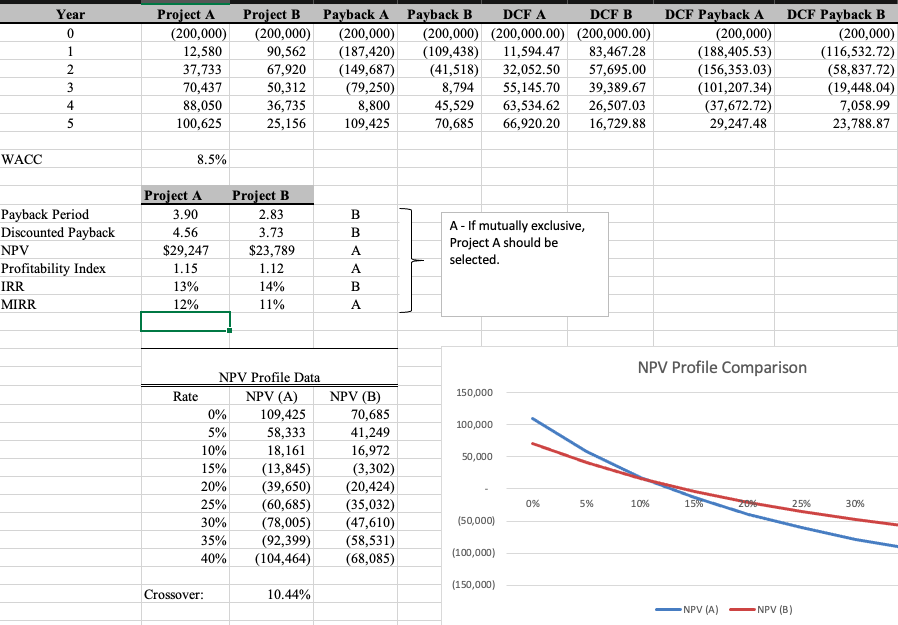 Year Project A Project B Payback A Payback B DCF A DCF B DCF Payback A DCF Payback B
0 (200,000) (200,000) (200,000) (200,000) (200,000.00) (200,000.00) (200,000) (200,000)
1 12,580 90,562 (187,420) (109,438) 11,594.47 83,467.28 (188,405.53) (116,532.72)
2 37,733 67,920 (149,687) (41,518) 32,052.50 57,695.00 (156,353.03) (58,837.72)
3 70,437 50,312 (79,250) 8,794 55,145.70 39,389.67 (101,207.34) (19,448.04)
4 88,050 36,735 8,800 45,529 63,534.62 26,507.03 (37,672.72) 7,058.99
5 100,625 25,156 109,425 70,685 66,920.20 16,729.88 29,247.48 23,788.87
WACC 8.5%
Project A Project B
Payback Period 3.90 2.83 B
Discounted Payback 4.56 3.73 B
NPV $29,247 $23,789 A
Profitability Index 1.15 1.12 A
IRR 13% 14% B
MIRR 12% 11% A
A - If mutually exclusive,
Project A should be
selected.
NPV Profile Data
Rate NPV (A) NPV (B)
0% 109,425 70,685
5% 58,333 41,249
10% 18,161 16,972
15% (13,845) (3,302)
20% (39,650) (20,424)
25% (60,685) (35,032)
30% (78,005) (47,610)
35% (92,399) (58,531)
40% (104,464) (68,085)
Crossover: 10.44%
NPV Profile Comparison
150,000
100,000
50,000
-
0% 5% 10% 15% 20% 25% 30%
(50,000)
(100,000)
(150,000)
NPV (A) NPV (B)